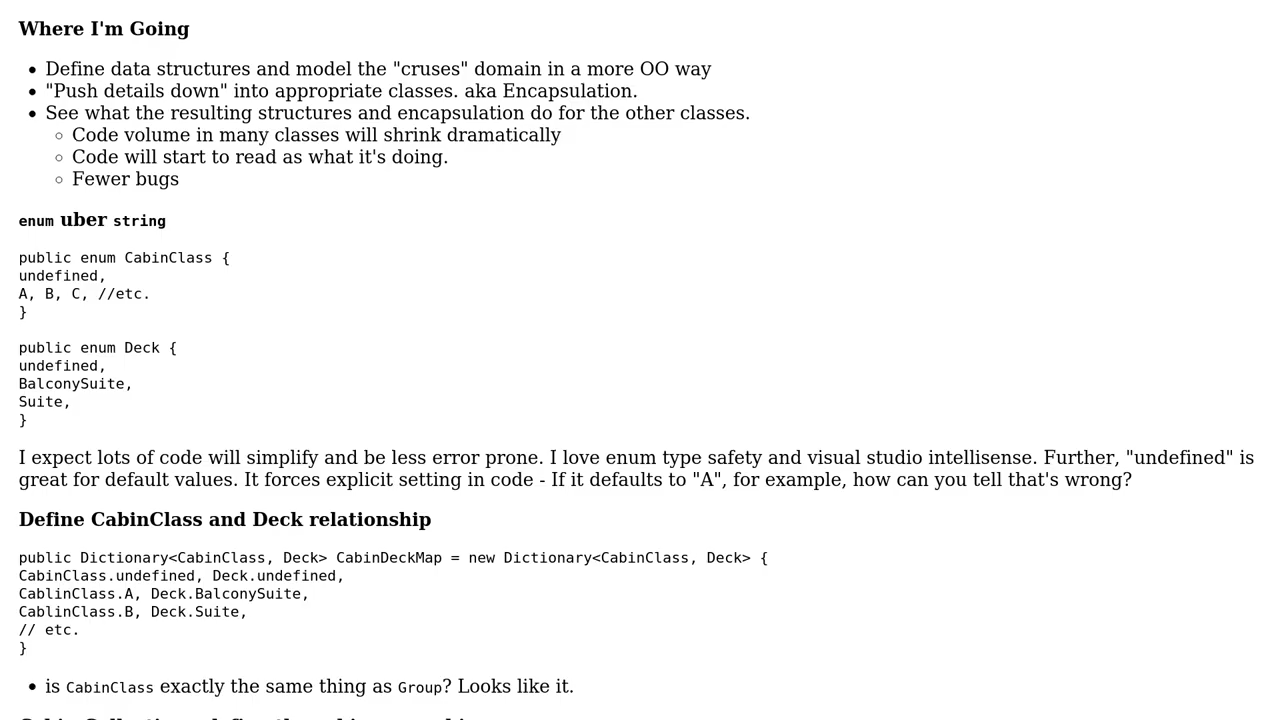 Where I'm Going
• Define data structures and model the "cruses" domain in a more OO way
• "Push details down" into appropriate classes. aka Encapsulation.
• See what the resulting structures and encapsulation do for the other classes.
◦ Code volume in many classes will shrink dramatically
◦ Code will start to read as what it's doing.
◦ Fewer bugs
enum uber string
public enum CabinClass {
undefined,
A, B, C, //etc.
}
public enum Deck {
undefined,
BalconySuite,
Suite,
}
I expect lots of code will simplify and be less error prone. I love enum type safety and visual studio intellisense. Further, "undefined" is
great for default values. It forces explicit setting in code - If it defaults to "A", for example, how can you tell that's wrong?
Define CabinClass and Deck relationship
public Dictionary<CabinClass, Deck> CabinDeckMap = new Dictionary<CabinClass, Deck> {
CabinClass.undefined, Deck.undefined,
CablinClass.A, Deck.BalconySuite,
CablinClass.B, Deck.Suite,
// etc.
}
• is CabinClass exactly the same thing as Group? Looks like it.